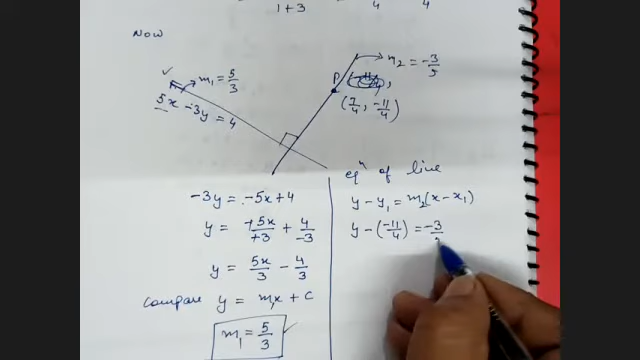 1+3 4 4
Now
m₁ = 5/3
5x - 3y = 4
m₂ = -3/5
P
(7/4, -11/4)
-3y = -5x + 4
y = +5x/+3 + 4/-3
y = 5x/3 - 4/3
Compare y = m₁x + c
m₁ = 5/3
eqⁿ of line
y - y₁ = m₂(x - x₁)
y - (-11/4) = -3/